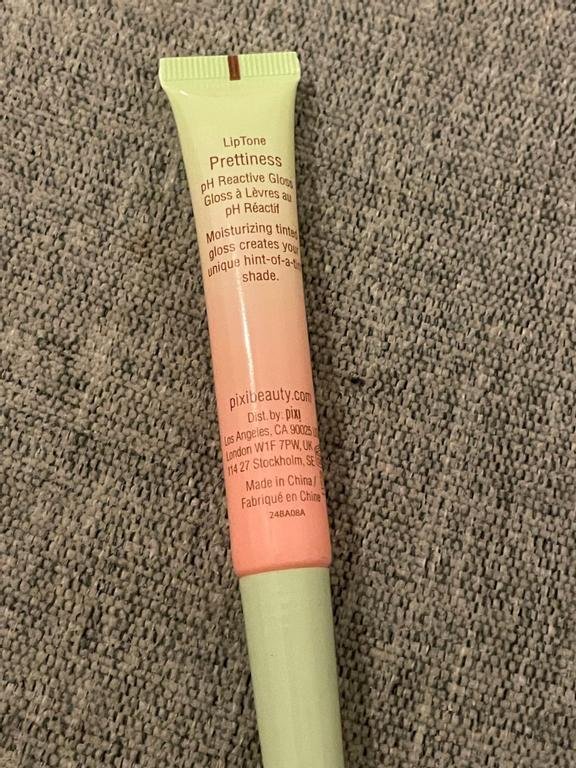 LipTone
Prettiness
pH Reactive Gloss
Gloss à Lèvres au
pH Réactif
Moisturizing tinted
gloss creates your
unique hint-of-a-tint
shade.
pixibeauty.com
Dist. by: pixi
Los Angeles, CA 90025
London W1F 7PW, UK
114 27 Stockholm, SE
Made in China /
Fabriqué en Chine
24BA08A